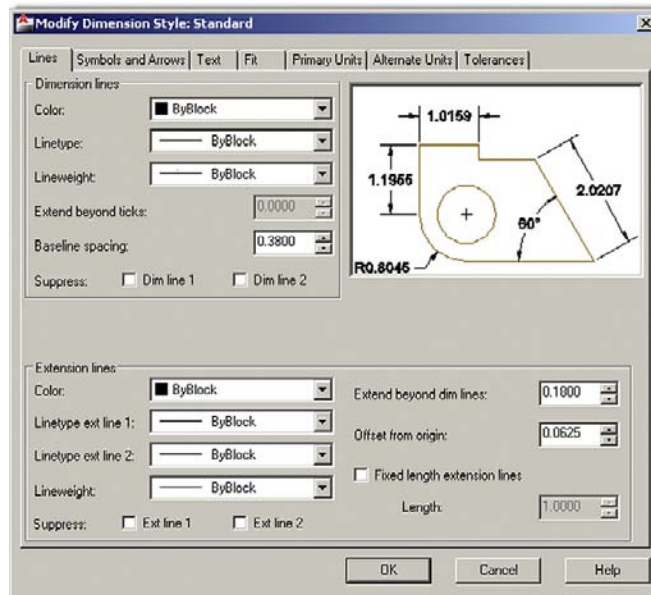 Modify Dimension Style: Standard
Lines Symbols and Arrows Text Fit Primary Units Alternate Units Tolerances
Dimension lines
Color: ByBlock
Linetype: ByBlock
Lineweight: ByBlock
Extend beyond ticks: 0.0000
Baseline spacing: 0.3800
Suppress: Dim line 1 Dim line 2
1.0159
1.1955
2.0207
60°
R0.8045
Extension lines
Color: ByBlock
Linetype ext line 1: ByBlock
Linetype ext line 2: ByBlock
Lineweight: ByBlock
Suppress: Ext line 1 Ext line 2
Extend beyond dim lines: 0.1800
Offset from origin: 0.0625
Fixed length extension lines
Length: 1.0000
OK Cancel Help